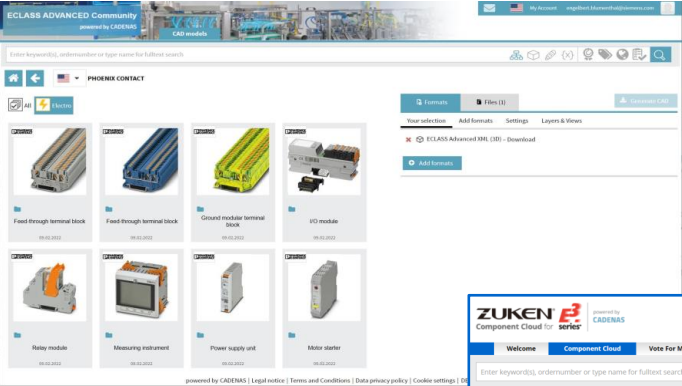 ECLASS ADVANCED Community
powered by CADENAS
CAD models
My Account
engelbert.blumenthal@siemens.com
Enter keyword(s), ordernumber or type name for fulltext search
PHOENIX CONTACT
All
Electro
Formats
Files (1)
Generate CAD
Your selection
Add formats
Settings
Layers & Views
ECLASS Advanced XML (3D) - Download
Add formats
Feed-through terminal block
Feed-through terminal block
Ground modular terminal
block
I/O module
Relay module
Measuring instrument
Power supply unit
Motor starter
powered by CADENAS | Legal notice | Terms and Conditions | Data privacy policy | Cookie settings |
ZUKEN E3
powered by
CADENAS
Component Cloud for series
Welcome
Component Cloud
Vote For M
Enter keyword(s), ordernumber or type name for fulltext search